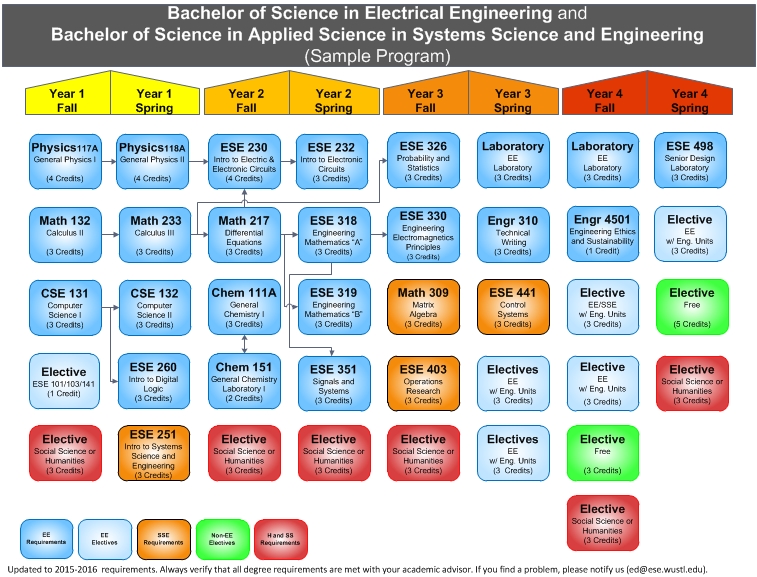 Bachelor of Science in Electrical Engineering and
Bachelor of Science in Applied Science in Systems Science and Engineering
(Sample Program)
Year 1
Fall
Year 1
Spring
Year 2
Fall
Year 2
Spring
Year 3
Fall
Year 3
Spring
Year 4
Fall
Year 4
Spring
Physics117A
General Physics I
(4 Credits)
Physics118A
General Physics II
(4 Credits)
ESE 230
Intro to Electric &
Electronic Circuits
(4 Credits)
ESE 232
Intro to Electronic
Circuits
(3 Credits)
ESE 326
Probability and
Statistics
(3 Credits)
Laboratory
EE
Laboratory
(3 Credits)
Laboratory
EE
Laboratory
(3 Credits)
ESE 498
Senior Design
Laboratory
(3 Credits)
Math 132
Calculus II
(3 Credits)
Math 233
Calculus III
(3 Credits)
Math 217
Differential
Equations
(3 Credits)
ESE 318
Engineering
Mathematics “A”
(3 Credits)
ESE 330
Engineering
Electromagnetics
Principles
(3 Credits)
Engr 310
Technical
Writing
(3 Credits)
Engr 4501
Engineering Ethics
and Sustainability
(1 Credit)
Elective
EE
w/ Eng. Units
(3 Credits)
CSE 131
Computer
Science I
(3 Credits)
CSE 132
Computer
Science II
(3 Credits)
Chem 111A
General
Chemistry I
(3 Credits)
ESE 319
Engineering
Mathematics “B”
(3 Credits)
Math 309
Matrix
Algebra
(3 Credits)
ESE 441
Control
Systems
(3 Credits)
Elective
EE/SSE
w/ Eng. Units
(3 Credits)
Elective
Free
(5 Credits)
Elective
ESE 101/103/141
(1 Credit)
ESE 260
Intro to Digital
Logic
(3 Credits)
Chem 151
General Chemistry
Laboratory I
(2 Credits)
ESE 351
Signals and
Systems
(3 Credits)
ESE 403
Operations
Research
(3 Credits)
Electives
EE
w/ Eng. Units
(3 Credits)
Elective
EE
w/ Eng. Units
(3 Credits)
Elective
Social Science or
Humanities
(3 Credits)
Elective
Social Science or
Humanities
(3 Credits)
ESE 251
Intro to Systems
Science and
Engineering
(3 Credits)
Elective
Social Science or
Humanities
(3 Credits)
Elective
Social Science or
Humanities
(3 Credits)
Elective
Social Science or
Humanities
(3 Credits)
Electives
EE
w/ Eng. Units
(3 Credits)
Elective
Free
(3 Credits)
Elective
Social Science or
Humanities
(3 Credits)
EE
Requirements
EE
Electives
SSE
Requirements
Non-EE
Electives
H and SS
Requirements
Updated to 2015-2016 requirements. Always verify that all degree requirements are met with your academic advisor. If you find a problem, please notify us (ed@ese.wustl.edu).